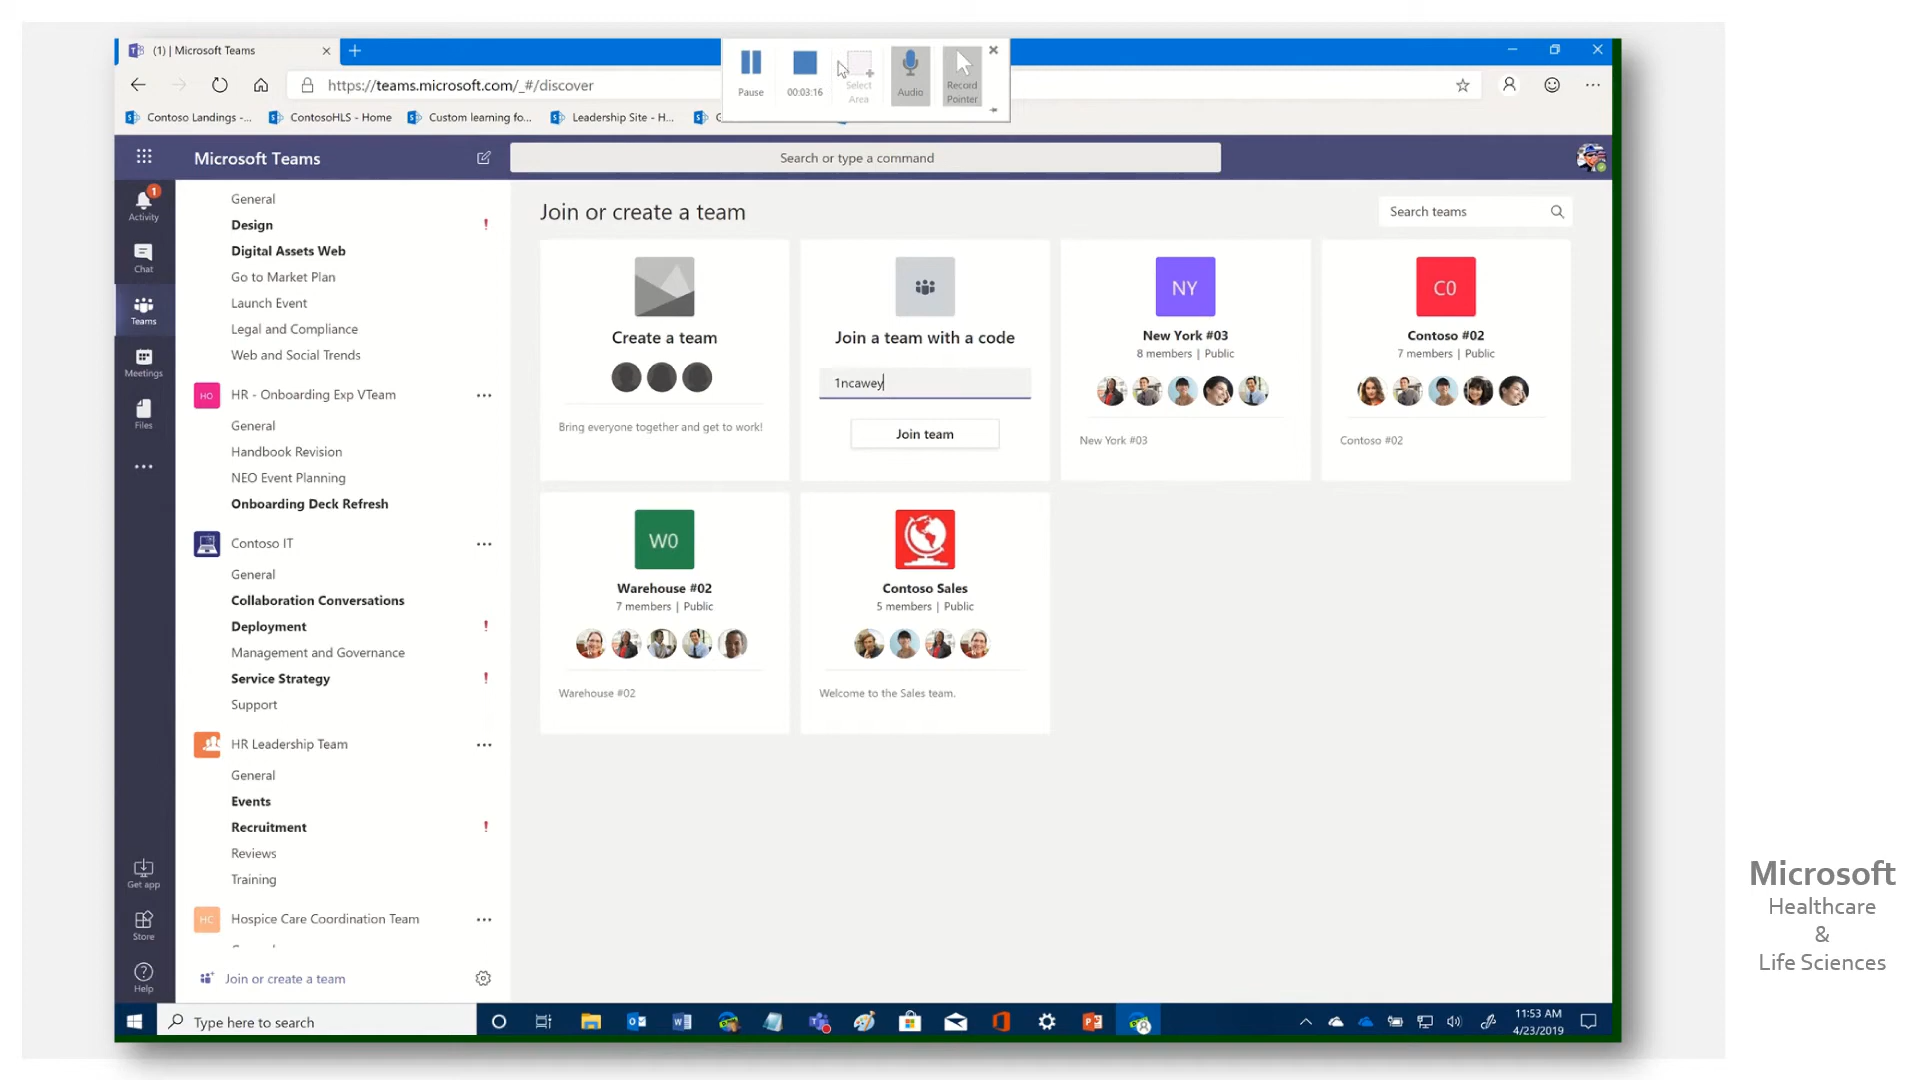 (1) | Microsoft Teams
https://teams.microsoft.com/_#/discover
Pause
00:03:16
Select Area
Audio
Record Pointer
Contoso Landings -...
ContosoHLS - Home
Custom learning fo...
Leadership Site - H...
Microsoft Teams
Search or type a command
1
Activity
Chat
Teams
Meetings
Files
Get app
Store
Help
General
Design
!
Digital Assets Web
Go to Market Plan
Launch Event
Legal and Compliance
Web and Social Trends
HO
HR - Onboarding Exp VTeam
General
Handbook Revision
NEO Event Planning
Onboarding Deck Refresh
Contoso IT
General
Collaboration Conversations
Deployment
!
Management and Governance
Service Strategy
!
Support
HR Leadership Team
General
Events
Recruitment
!
Reviews
Training
HC
Hospice Care Coordination Team
Join or create a team
Join or create a team
Search teams
Create a team
Bring everyone together and get to work!
Join a team with a code
1ncawey
Join team
NY
New York #03
8 members | Public
New York #03
C0
Contoso #02
7 members | Public
Contoso #02
W0
Warehouse #02
7 members | Public
Warehouse #02
Contoso Sales
5 members | Public
Welcome to the Sales team.
Type here to search
11:53 AM
4/23/2019
Microsoft
Healthcare
&
Life Sciences